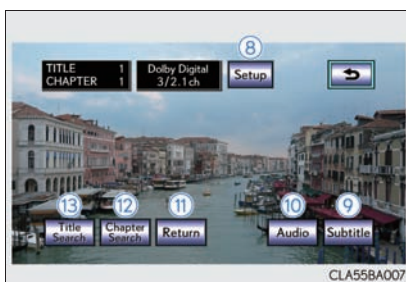 8
TITLE 1
CHAPTER 1
Dolby Digital
3/2.1ch
Setup
13
12
11
10
9
Title
Search
Chapter
Search
Return
Audio
Subtitle
CLA55BA007